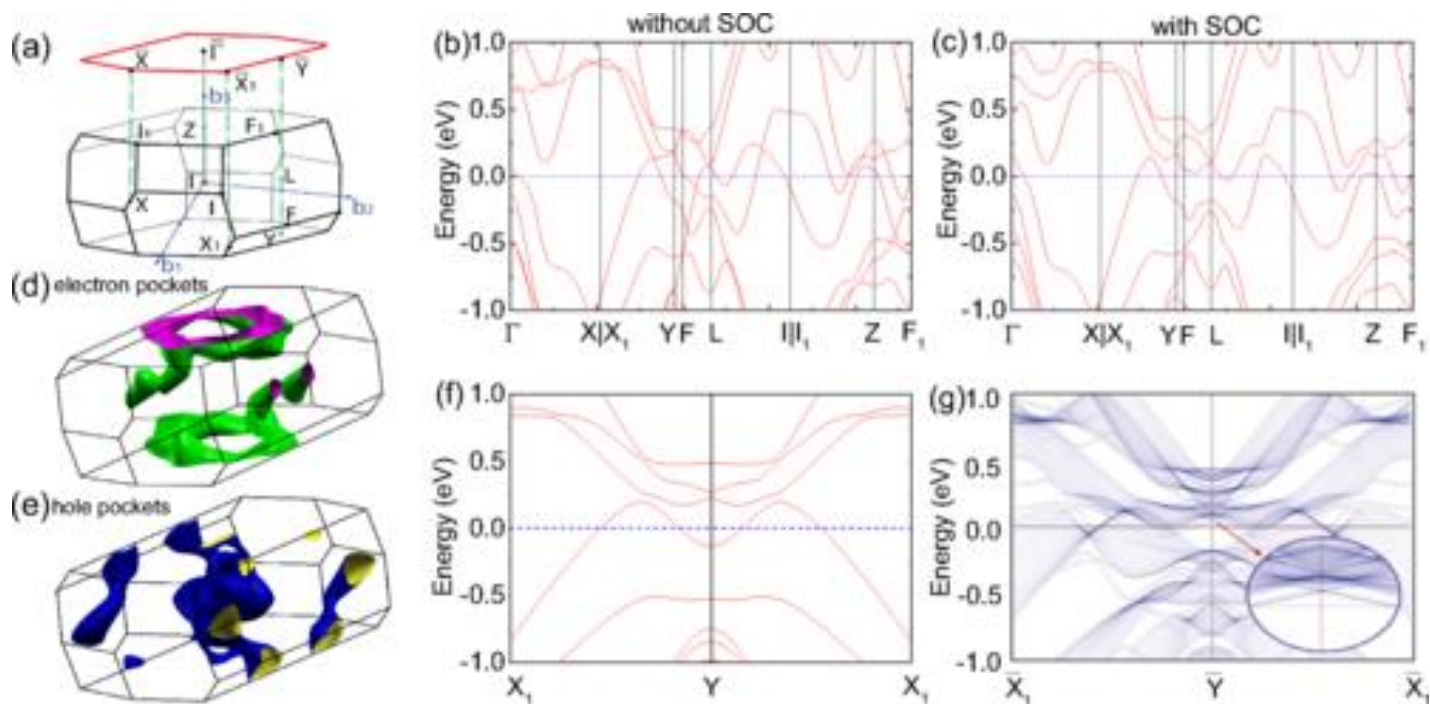 without SOC
with SOC
(a)
X̄
Γ̄
X̄₁
Ȳ
b₃
I₁
Z
F₁
Γ
L
b₂
X
I
F
X₁
Y
b₁
(b)
1.0
0.5
0.0
-0.5
-1.0
Energy (eV)
Γ X|X₁ Y F L I|I₁ Z F₁
(c)
1.0
0.5
0.0
-0.5
-1.0
Energy (eV)
Γ X|X₁ Y F L I|I₁ Z F₁
(d) electron pockets
(e) hole pockets
(f)
1.0
0.5
0.0
-0.5
-1.0
Energy (eV)
X₁ Y X₁
(g)
1.0
0.5
0.0
-0.5
-1.0
Energy (eV)
X̄₁ Ȳ X̄₁